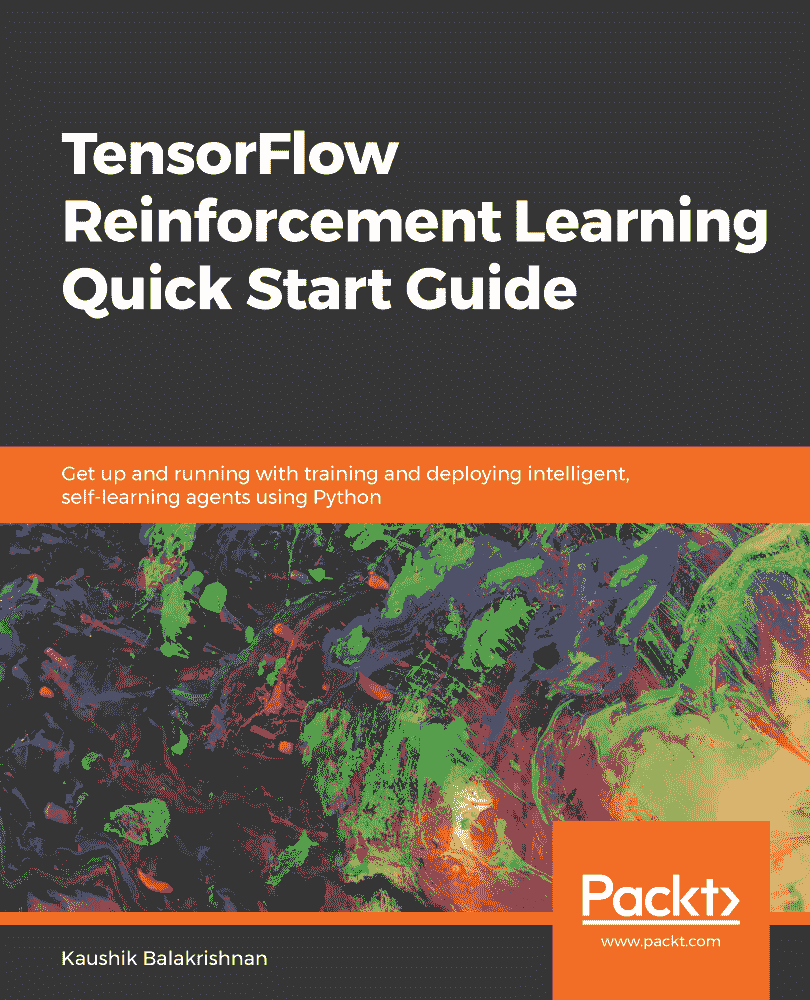 TensorFlow
Reinforcement Learning
Quick Start Guide
Get up and running with training and deploying intelligent,
self-learning agents using Python
Packt>
www.packt.com
Kaushik Balakrishnan